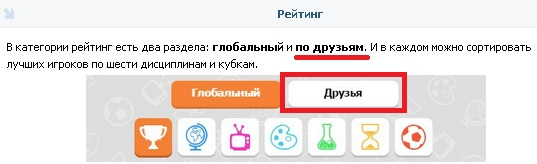 Рейтинг
В категории рейтинг есть два раздела: глобальный и по друзьям. И в каждом можно сортировать
лучших игроков по шести дисциплинам и кубкам.
Глобальный Друзья